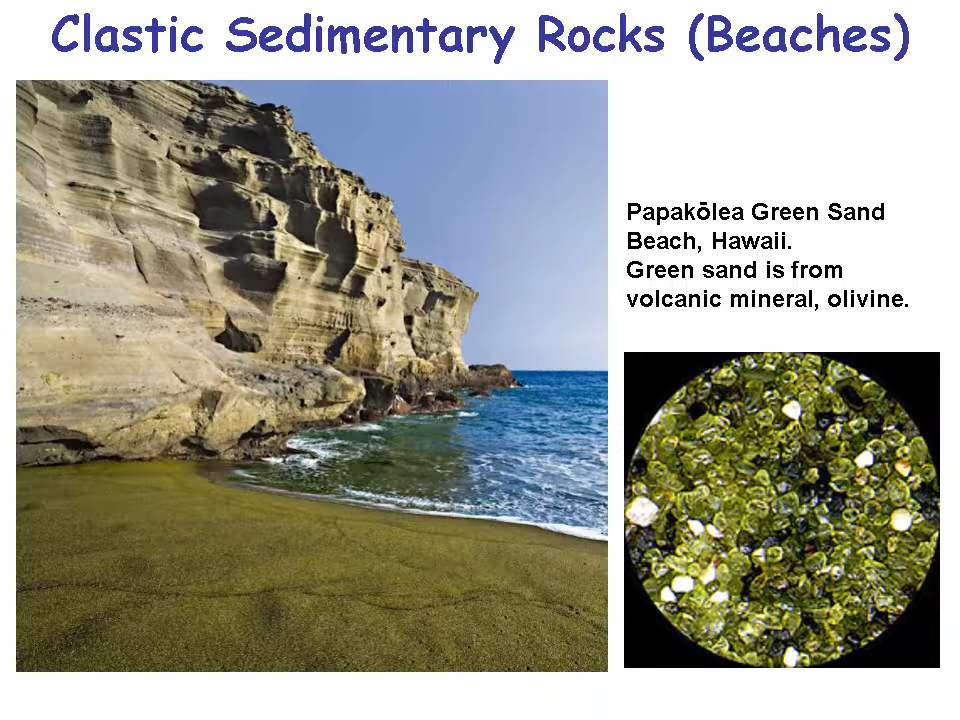 Clastic Sedimentary Rocks (Beaches)
Papakōlea Green Sand
Beach, Hawaii.
Green sand is from
volcanic mineral, olivine.